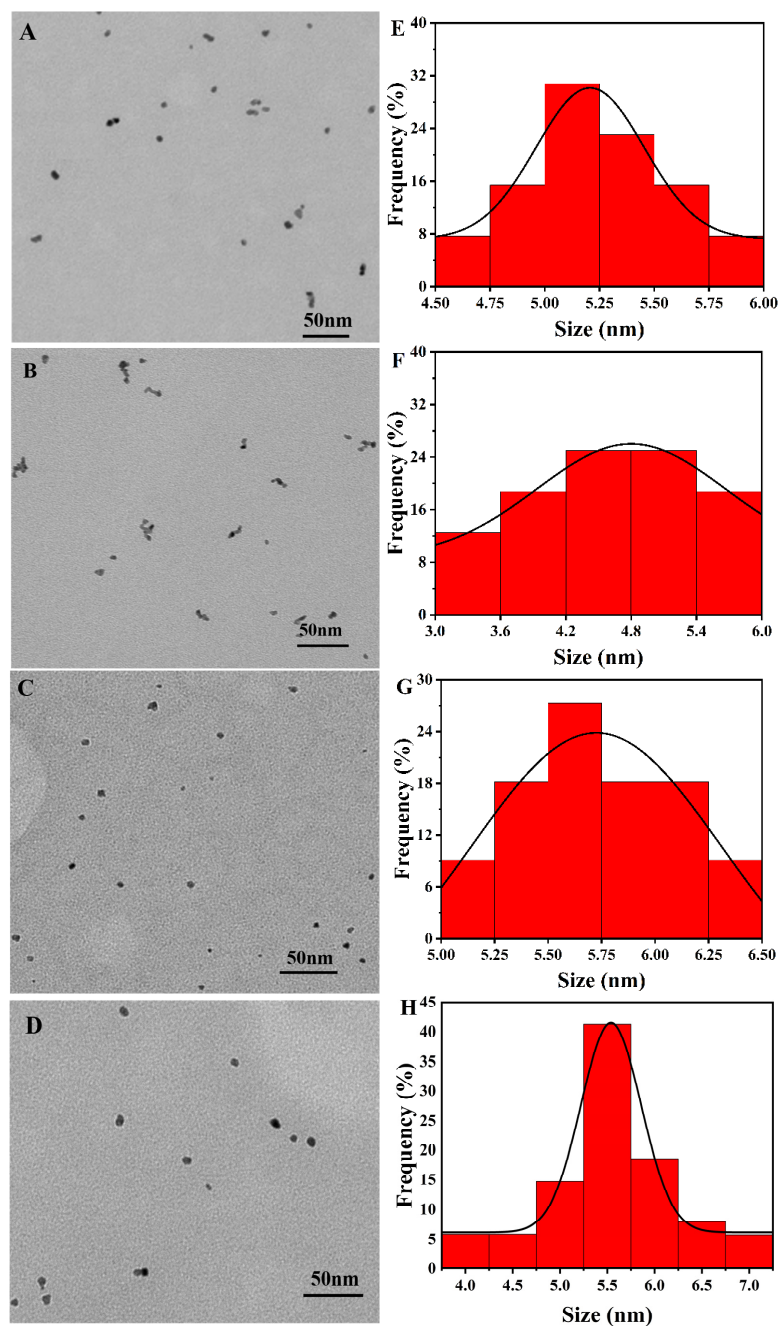 A
50nm
E
Frequency (%)
40
32
24
16
8
0
4.50 4.75 5.00 5.25 5.50 5.75 6.00
Size (nm)
B
50nm
F
Frequency (%)
40
32
24
16
8
0
3.0 3.6 4.2 4.8 5.4 6.0
Size (nm)
C
50nm
G
Frequency (%)
30
24
18
12
6
0
5.00 5.25 5.50 5.75 6.00 6.25 6.50
Size (nm)
D
50nm
H
Frequency (%)
45
40
35
30
25
20
15
10
5
0
4.0 4.5 5.0 5.5 6.0 6.5 7.0
Size (nm)